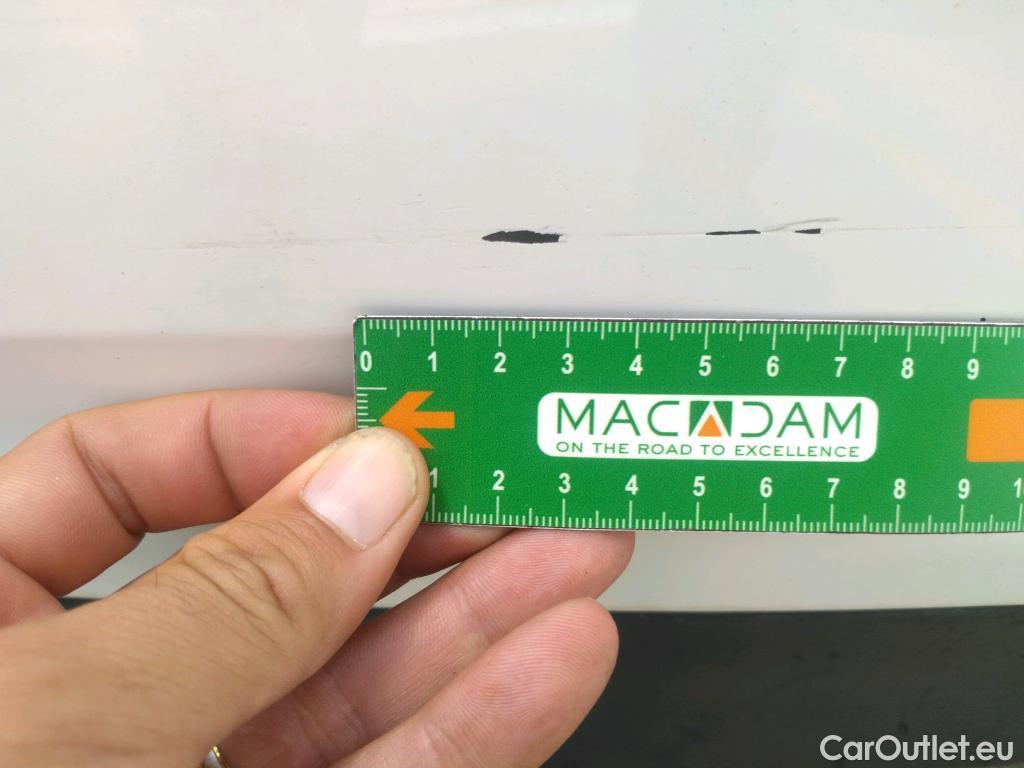 0 1 2 3 4 5 6 7 8 9
MACADAM
ON THE ROAD TO EXCELLENCE
1 2 3 4 5 6 7 8 9 1
CarOutlet.eu